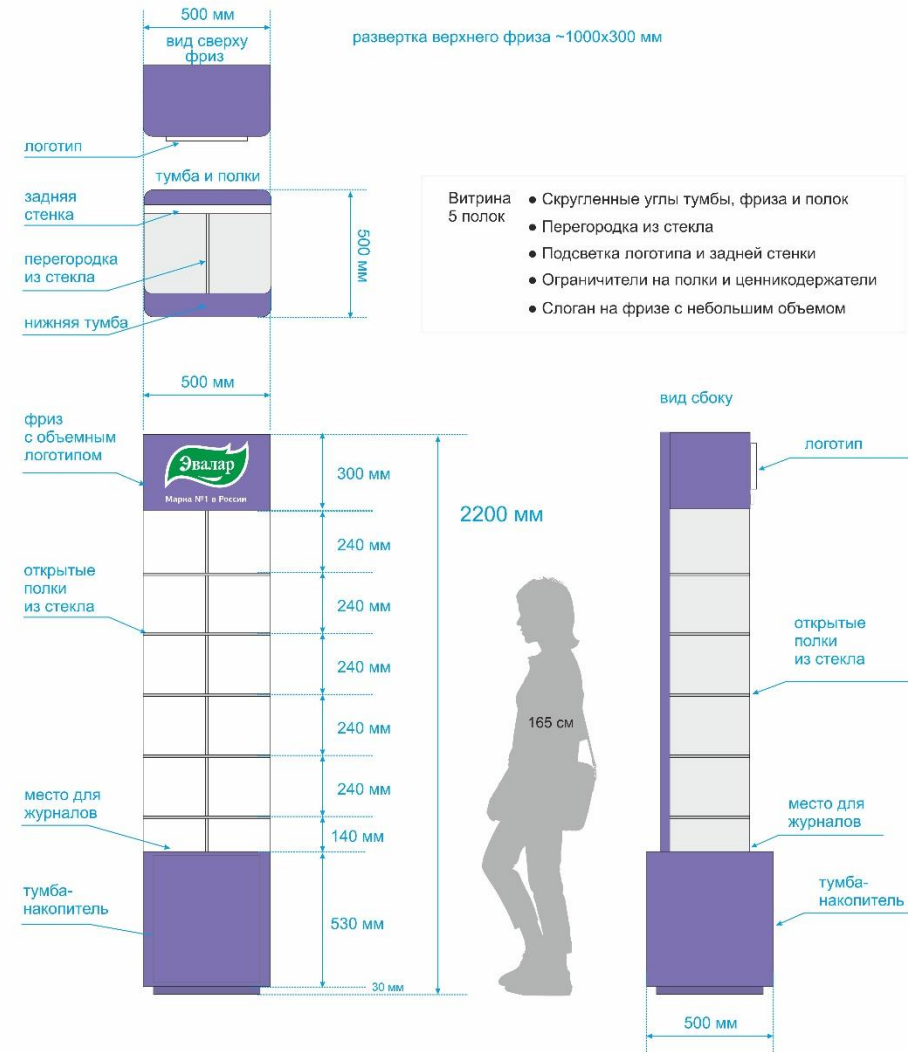 500 мм
вид сверху
фриз
развертка верхнего фриза ~1000х300 мм
логотип
тумба и полки
задняя
стенка
перегородка
из стекла
500 мм
нижняя тумба
Витрина
5 полок
• Скругленные углы тумбы, фриза и полок
• Перегородка из стекла
• Подсветка логотипа и задней стенки
• Ограничители на полки и ценникодержатели
• Слоган на фризе с небольшим объемом
500 мм
фриз
с объемным
логотипом
Эвалар
Марка №1 в России
300 мм
2200 мм
240 мм
240 мм
240 мм
240 мм
240 мм
140 мм
530 мм
30 мм
открытые
полки
из стекла
место для
журналов
тумба-
накопитель
165 см
вид сбоку
логотип
открытые
полки
из стекла
место для
журналов
тумба-
накопитель
500 мм